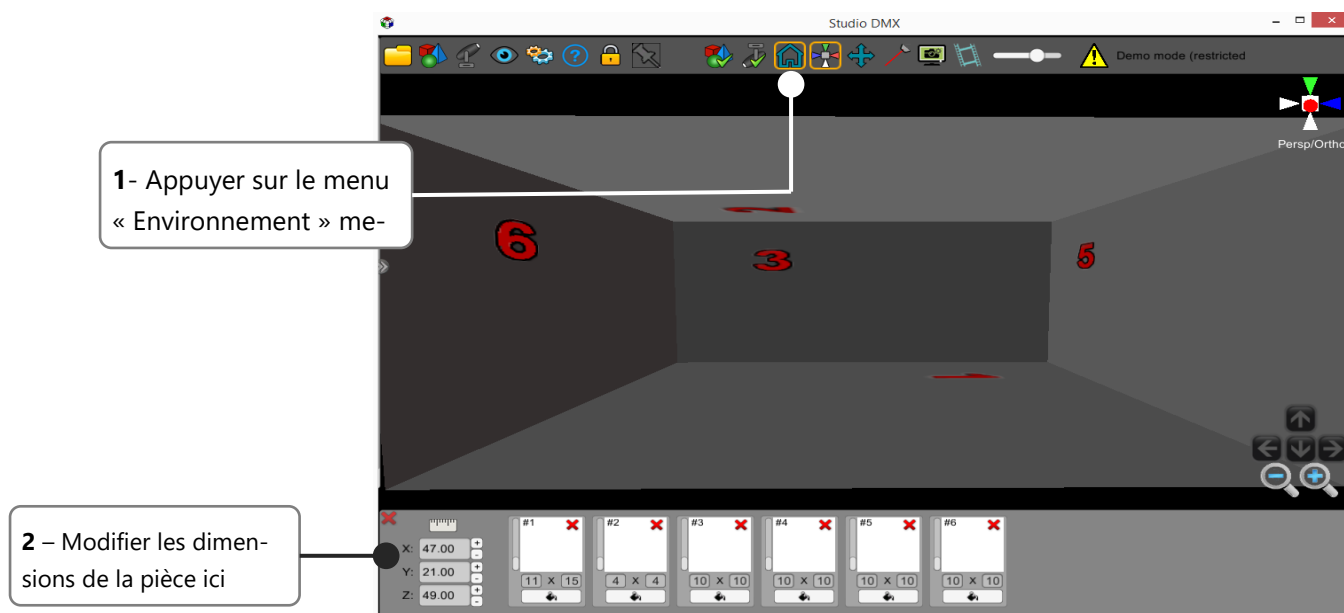 Studio DMX
Demo mode (restricted
Persp/Ortho
1- Appuyer sur le menu
« Environnement » me-
6
3
5
2 – Modifier les dimen-
sions de la pièce ici
X: 47.00 + -
Y: 21.00 + -
Z: 49.00 + -
#1 #2 #3 #4 #5 #6
11 X 15 4 X 4 10 X 10 10 X 10 10 X 10 10 X 10